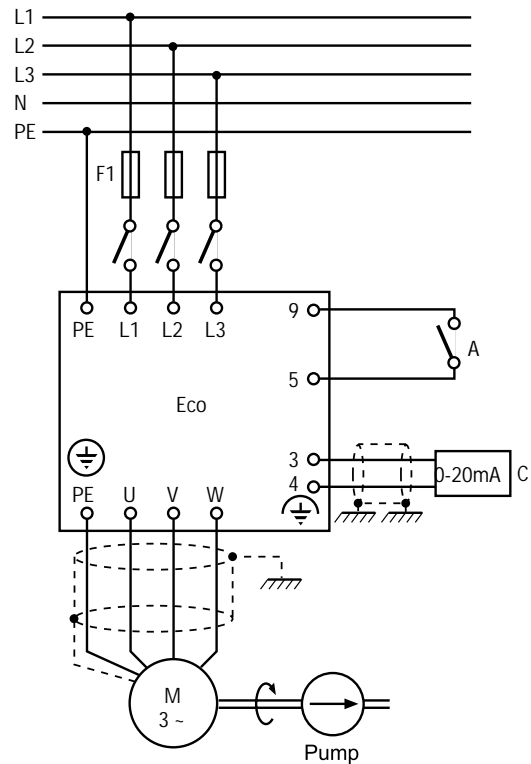 L1
L2
L3
N
PE
F1
PE L1 L2 L3
9
A
5
Eco
3
4
0-20mA C
PE U V W
M
3 ~
Pump